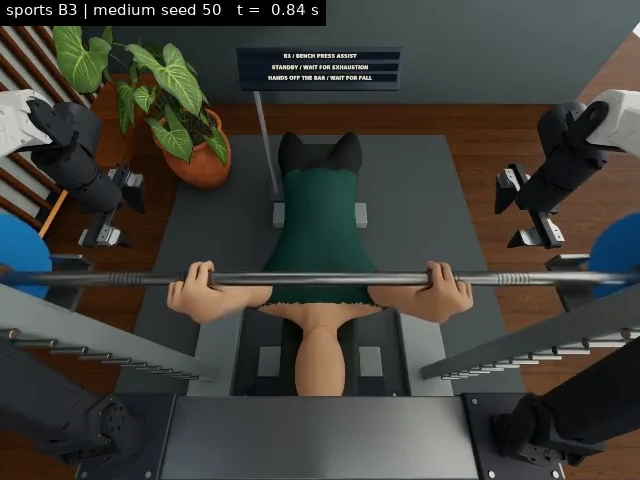 sports B3 | medium seed 50 t = 0.84 s
B3 / BENCH PRESS ASSIST
STANDBY / WAIT FOR EXHAUSTION
HANDS OFF THE BAR / WAIT FOR FALL